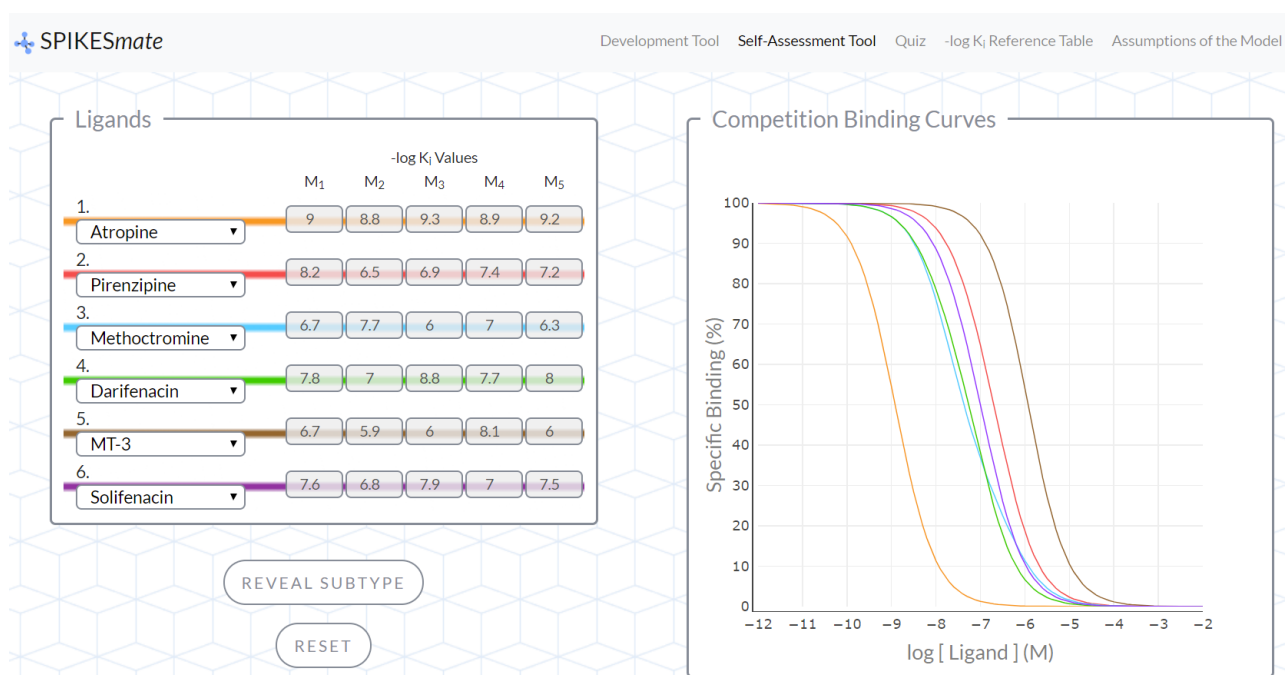 SPIKESmate
Development Tool Self-Assessment Tool Quiz -log Ki Reference Table Assumptions of the Model
Ligands
-log Ki Values
M1 M2 M3 M4 M5
1.
Atropine 9 8.8 9.3 8.9 9.2
2.
Pirenzipine 8.2 6.5 6.9 7.4 7.2
3.
Methoctromine 6.7 7.7 6 7 6.3
4.
Darifenacin 7.8 7 8.8 7.7 8
5.
MT-3 6.7 5.9 6 8.1 6
6.
Solifenacin 7.6 6.8 7.9 7 7.5
REVEAL SUBTYPE
RESET
Competition Binding Curves
Specific Binding (%)
100
90
80
70
60
50
40
30
20
10
0
−12 −11 −10 −9 −8 −7 −6 −5 −4 −3 −2
log [ Ligand ] (M)